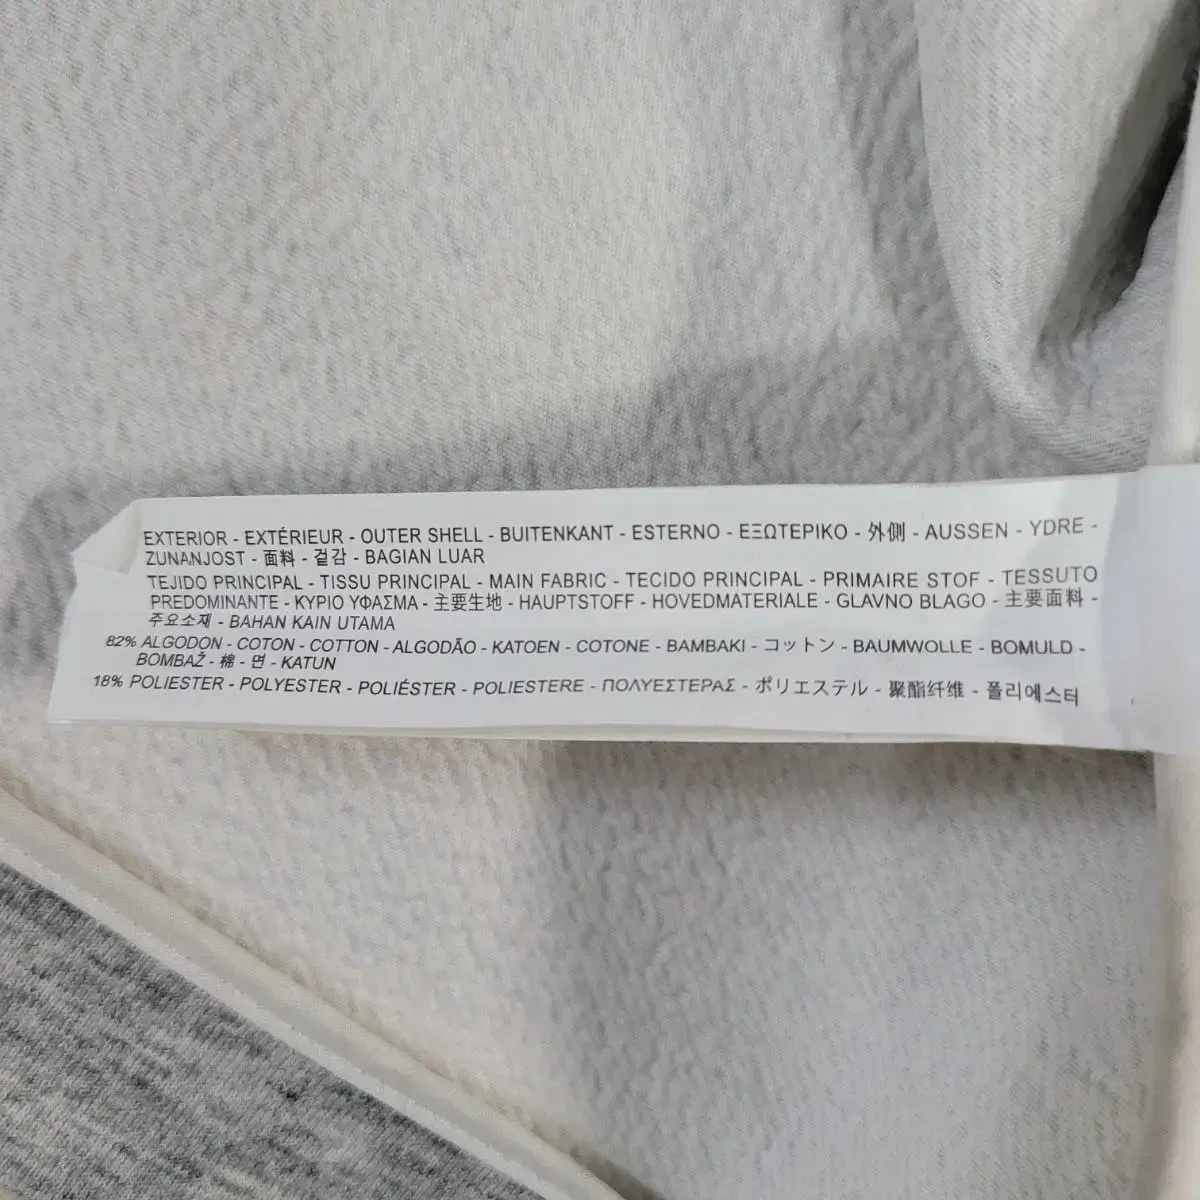 EXTERIOR - EXTÉRIEUR - OUTER SHELL - BUITENKANT - ESTERNO - ΕΞΩΤΕΡΙΚΟ - 外側 - AUSSEN - YDRE -
ZUNANJOST - 面料 - 겉감 - BAGIAN LUAR
TEJIDO PRINCIPAL - TISSU PRINCIPAL - MAIN FABRIC - TECIDO PRINCIPAL - PRIMAIRE STOF - TESSUTO
PREDOMINANTE - ΚΥΡΙΟ ΥΦΑΣΜΑ - 主要生地 - HAUPTSTOFF - HOVEDMATERIALE - GLAVNO BLAGO - 主要面料 -
주요소재 - BAHAN KAIN UTAMA
82% ALGODON - COTON - COTTON - ALGODÃO - KATOEN - COTONE - ΒΑΜΒΑΚΙ - コットン - BAUMWOLLE - BOMULD -
BOMBAŽ - 棉 - 면 - KATUN
18% POLIESTER - POLYESTER - POLIÉSTER - POLIESTERE - ΠΟΛΥΕΣΤΕΡΑΣ - ポリエステル - 聚酯纤维 - 폴리에스터